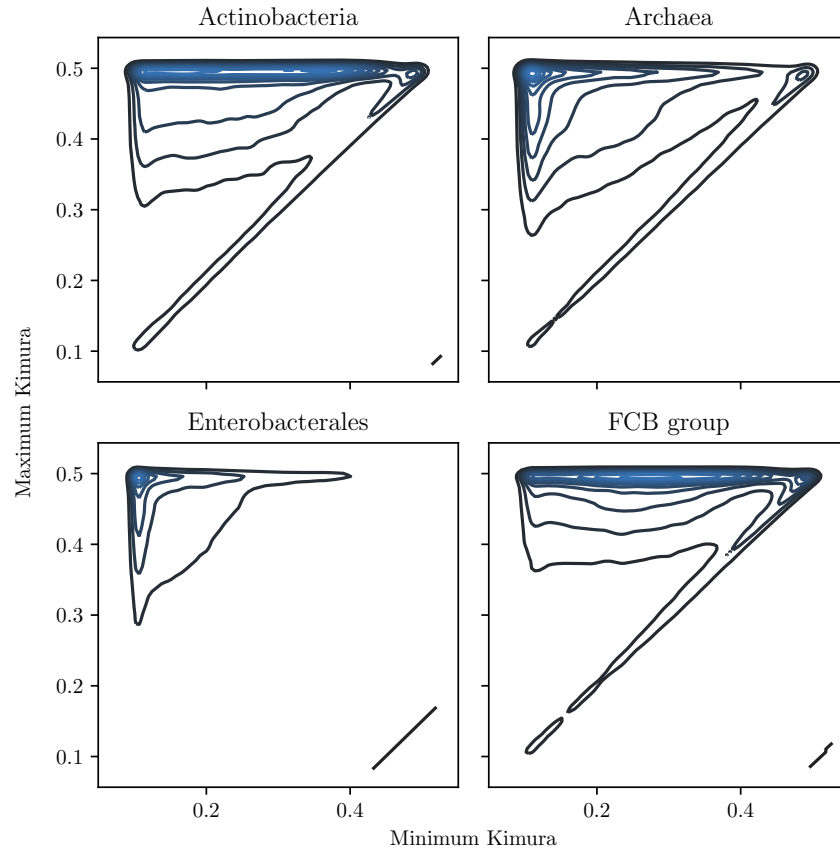 Actinobacteria
Archaea
0.5
0.4
0.3
0.2
0.1
Enterobacterales
FCB group
0.5
0.4
0.3
0.2
0.1
0.2
0.4
0.2
0.4
Maximum Kimura
Minimum Kimura